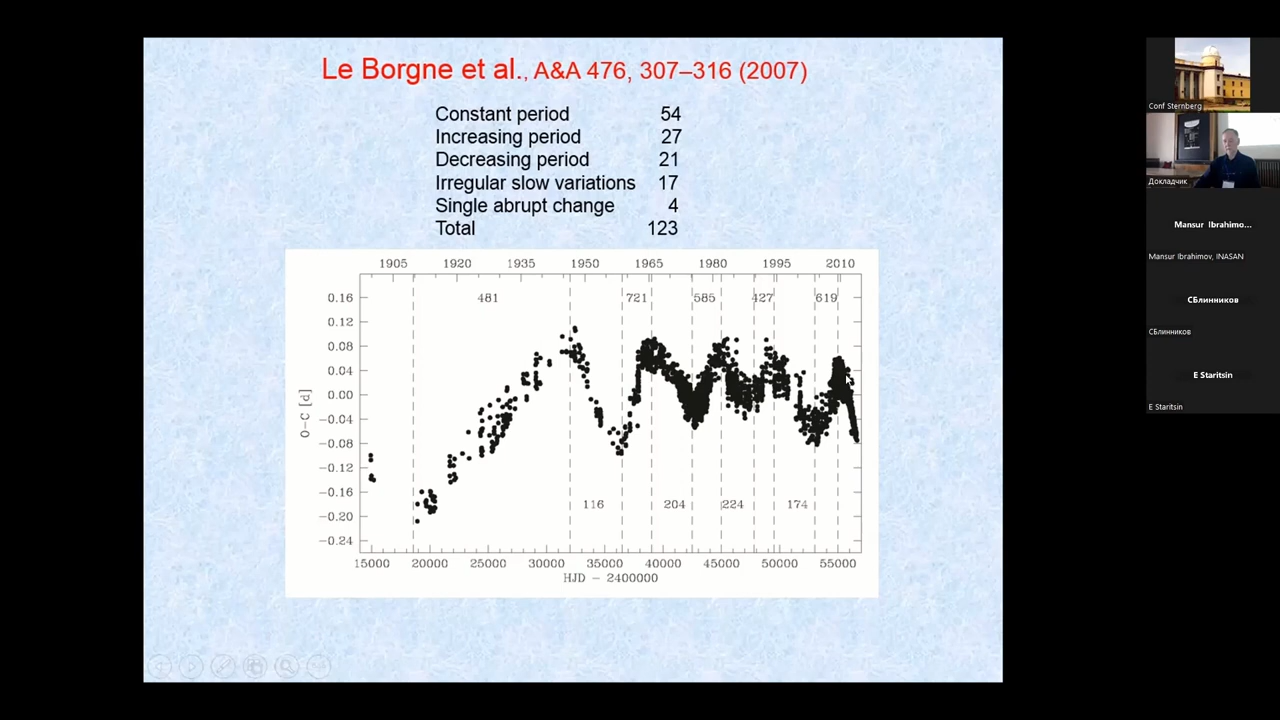 Le Borgne et al., A&A 476, 307–316 (2007)
Constant period 54
Increasing period 27
Decreasing period 21
Irregular slow variations 17
Single abrupt change 4
Total 123
1905 1920 1935 1950 1965 1980 1995 2010
481 721 585 427 619
0.16
0.12
0.08
0.04
0.00
−0.04
−0.08
−0.12
−0.16
−0.20
−0.24
O−C [d]
116 204 224 174
15000 20000 25000 30000 35000 40000 45000 50000 55000
HJD − 2400000
Conf Sternberg
Докладчик
Mansur Ibrahimo...
Mansur Ibrahimov, INASAN
СБлинников
СБлинников
E Staritsin
E Staritsin